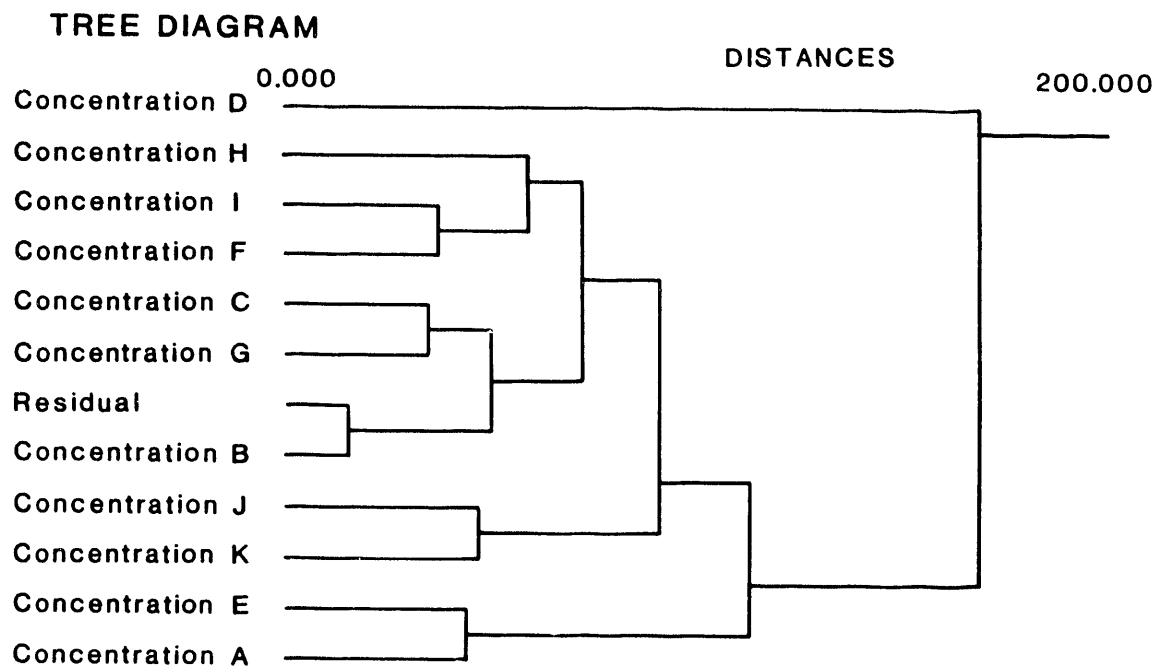 TREE DIAGRAM
DISTANCES
0.000
200.000
Concentration D
Concentration H
Concentration I
Concentration F
Concentration C
Concentration G
Residual
Concentration B
Concentration J
Concentration K
Concentration E
Concentration A